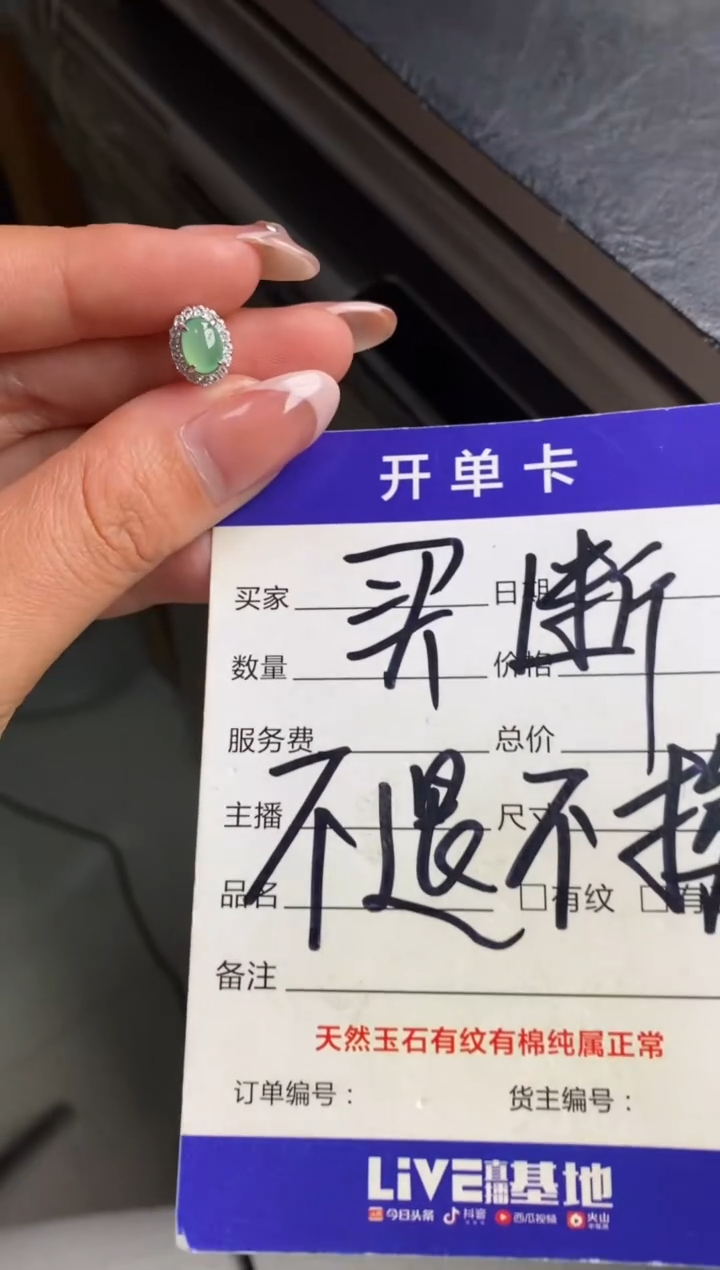 开单卡
买家 买断 日期
数量 价格
服务费 总价
主播 不退不换 尺寸
品名 □有纹 □有
备注
天然玉石有纹有棉纯属正常
订单编号： 货主编号：
LiVE直播基地
今日头条 抖音 西瓜视频 火山